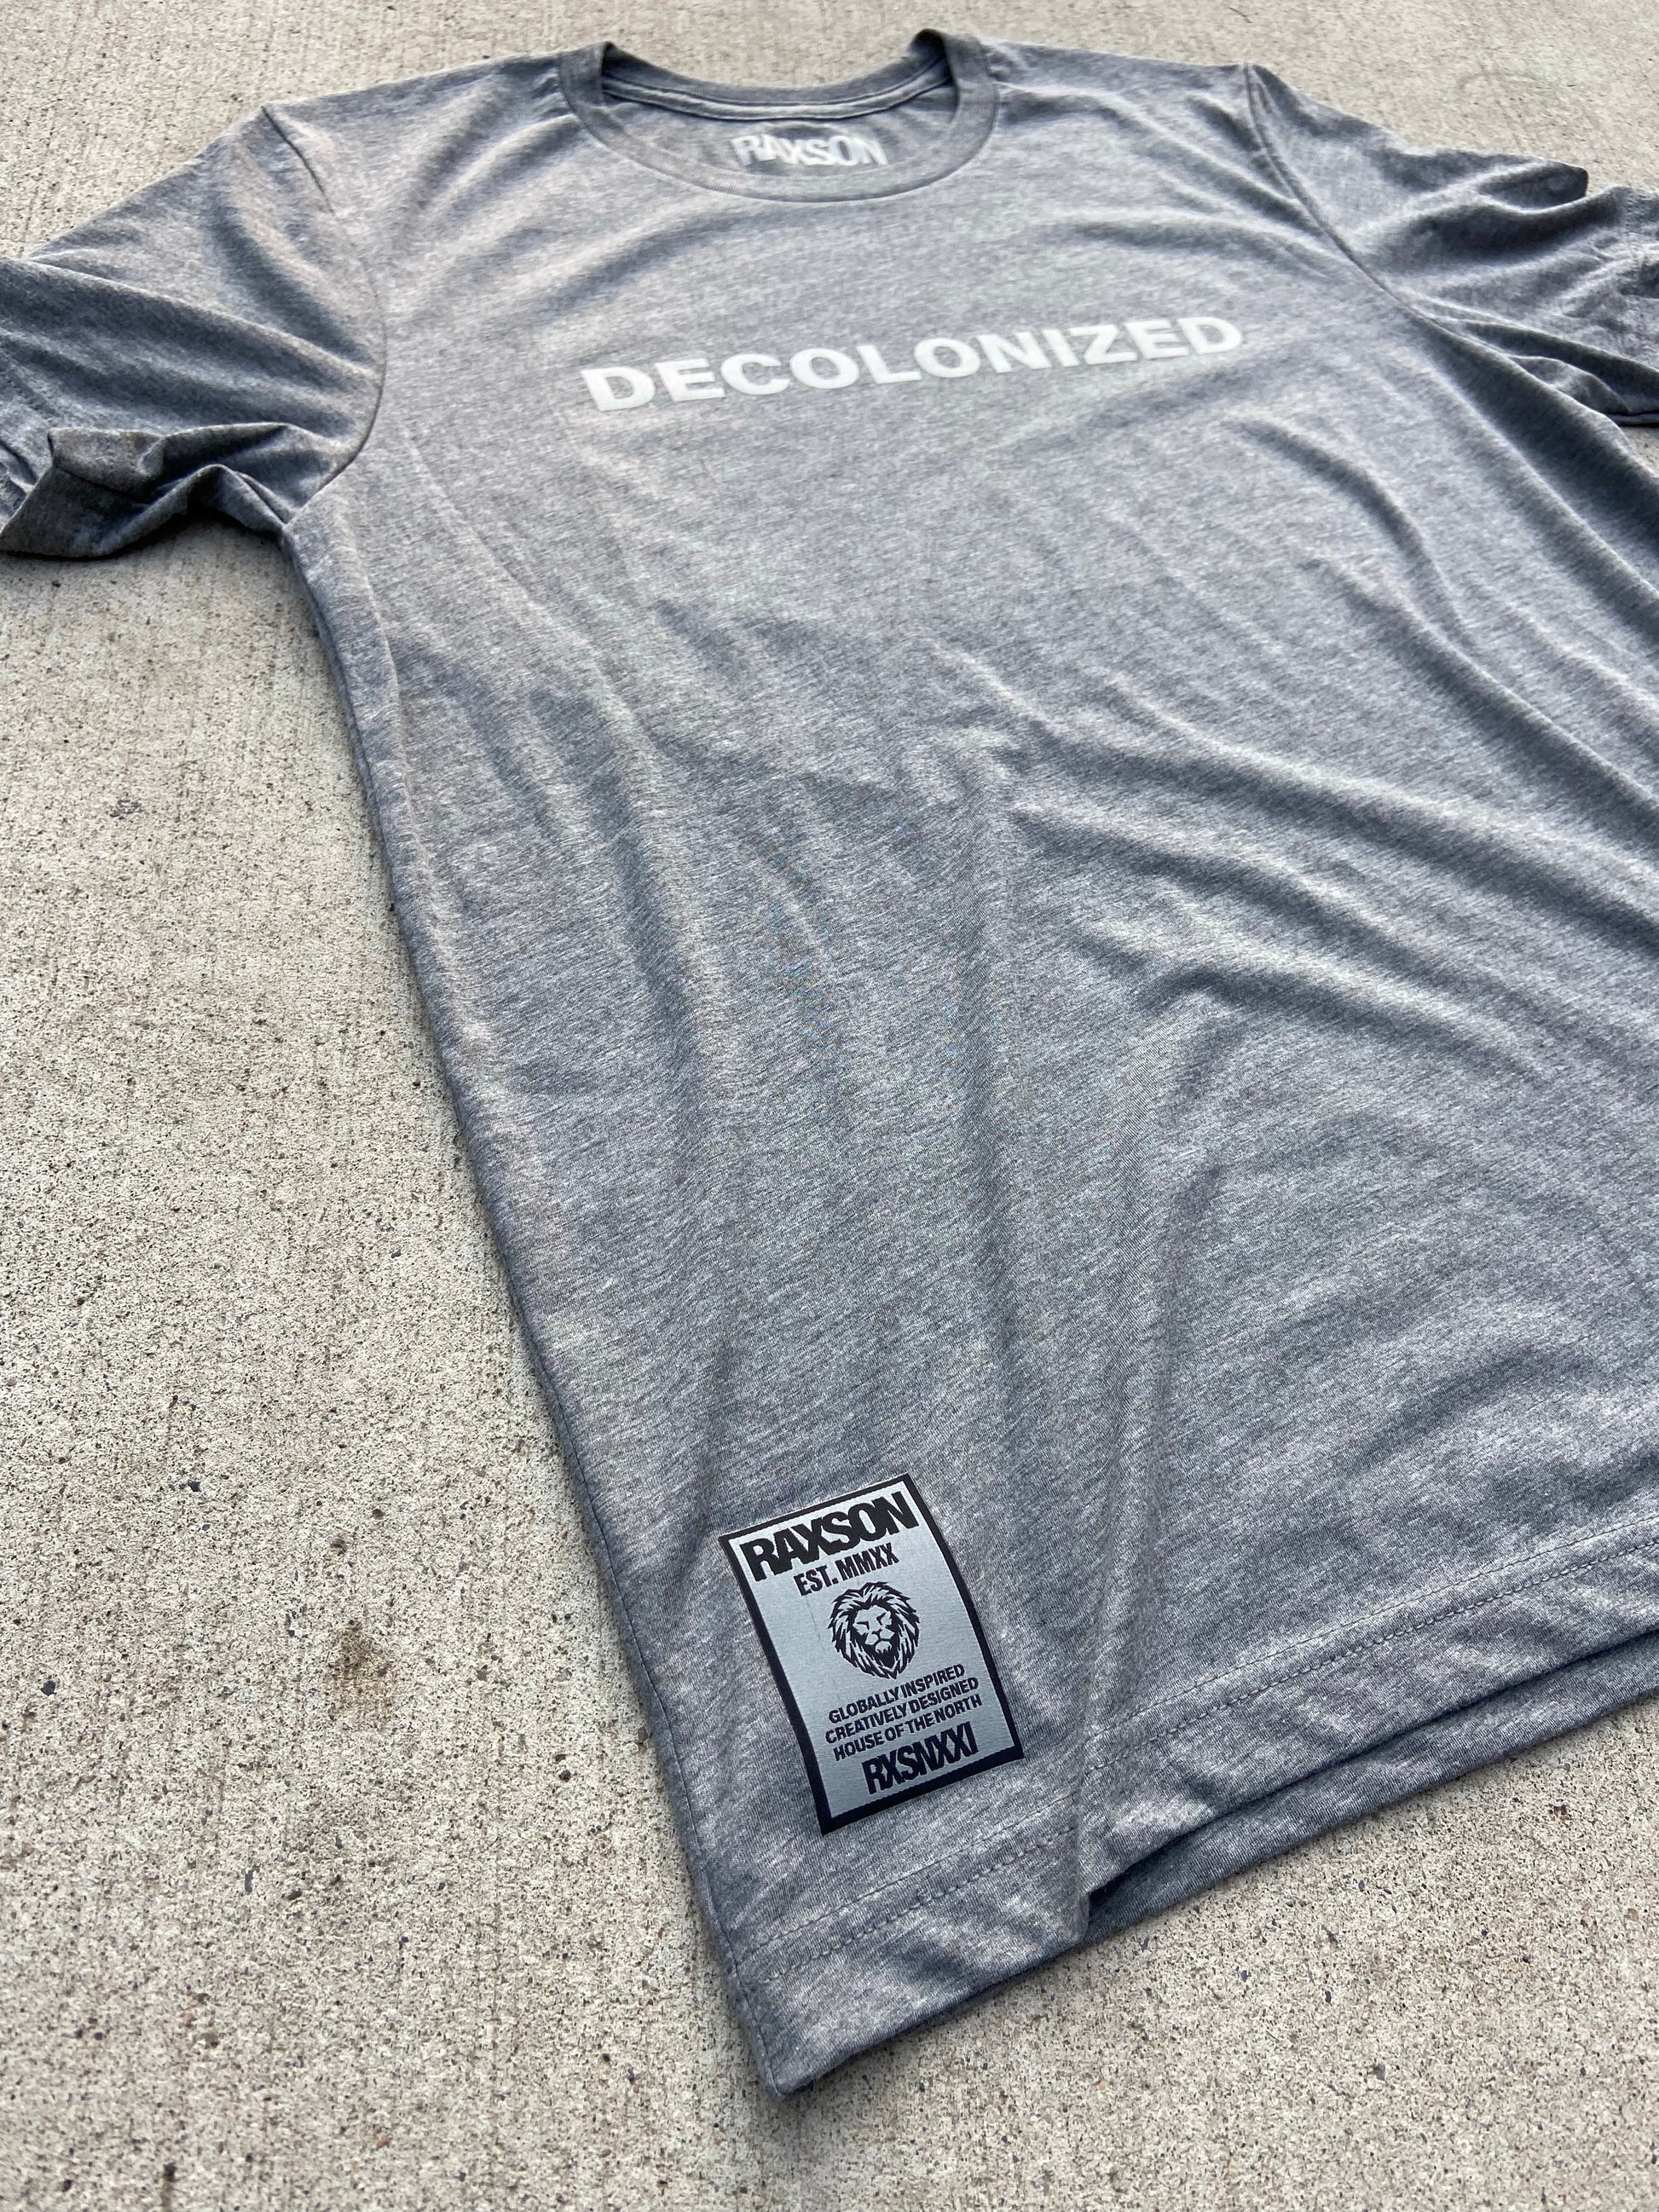 RAXSON
DECOLONIZED
RAXSON
EST. MMXX
GLOBALLY INSPIRED
CREATIVELY DESIGNED
HOUSE OF THE NORTH
RXSNXXI